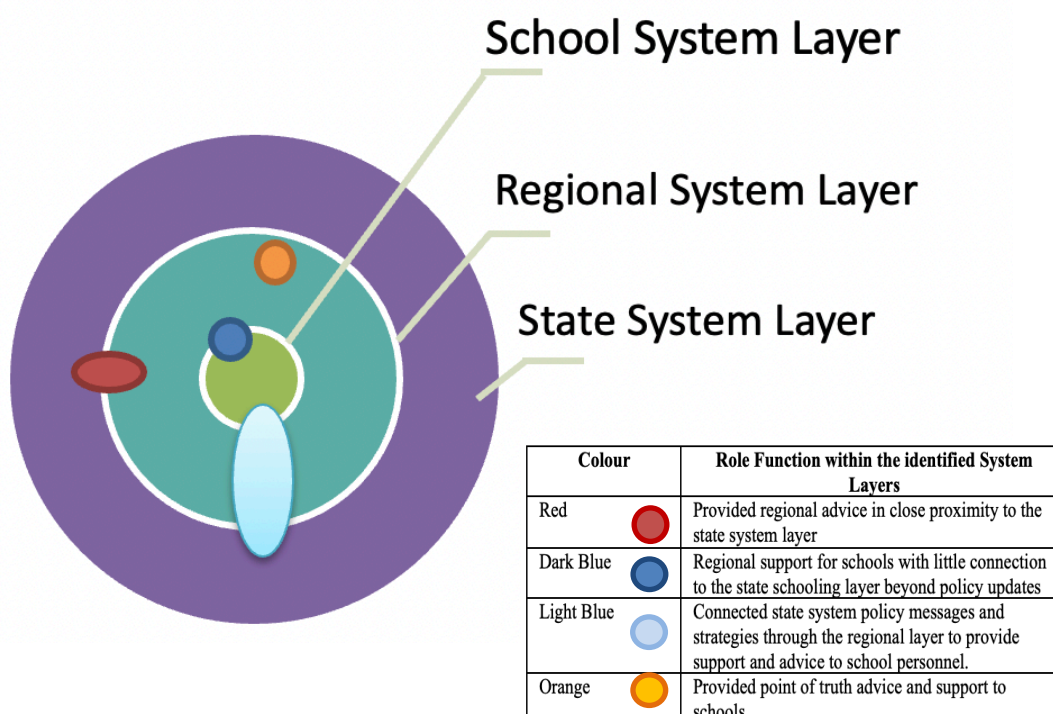 School System Layer
Regional System Layer
State System Layer
Colour
Role Function within the identified System
Layers
Red
Provided regional advice in close proximity to the
state system layer
Dark Blue
Regional support for schools with little connection
to the state schooling layer beyond policy updates
Light Blue
Connected state system policy messages and
strategies through the regional layer to provide
support and advice to school personnel.
Orange
Provided point of truth advice and support to
schools